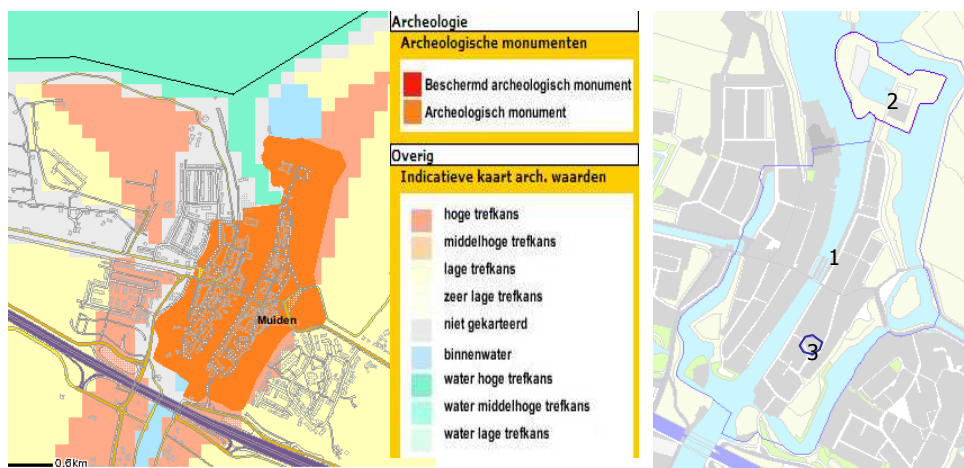 Muiden
0.6km
Archeologie
Archeologische monumenten
Beschermd archeologisch monument
Archeologisch monument
Overig
Indicatieve kaart arch. waarden
hoge trefkans
middelhoge trefkans
lage trefkans
zeer lage trefkans
niet gekarteerd
binnenwater
water hoge trefkans
water middelhoge trefkans
water lage trefkans
2
1
3